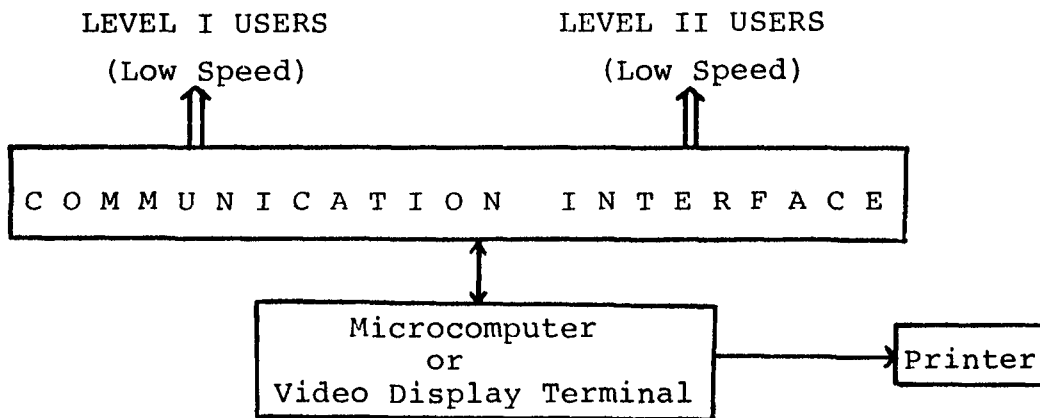 LEVEL I USERS
(Low Speed)
LEVEL II USERS
(Low Speed)
COMMUNICATION INTERFACE
Microcomputer
or
Video Display Terminal
Printer